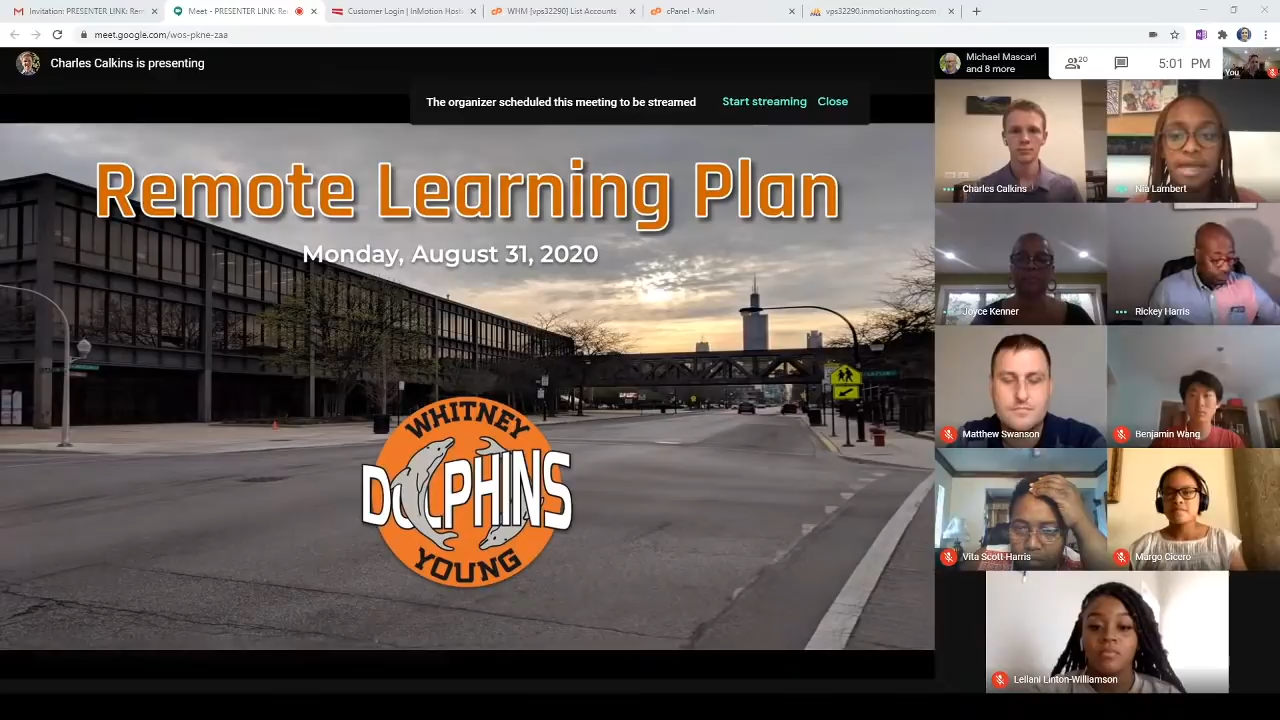 Invitation: PRESENTER LINK: Rem
Meet - PRESENTER LINK: Re
Customer Login | InMotion Hosti
WHM [vps32290] List Accounts
cPanel - Main
vps32290.inmotionhosting.com
meet.google.com/wos-pkne-zaa
Charles Calkins is presenting
Michael Mascari
and 8 more
20
5:01 PM
You
The organizer scheduled this meeting to be streamed
Start streaming
Close
Remote Learning Plan
Monday, August 31, 2020
WHITNEY
DOLPHINS
YOUNG
Charles Calkins
Nia Lambert
Joyce Kenner
Rickey Harris
Matthew Swanson
Benjamin Wang
Vita Scott-Harris
Margo Cicero
Leilani Linton-Williamson